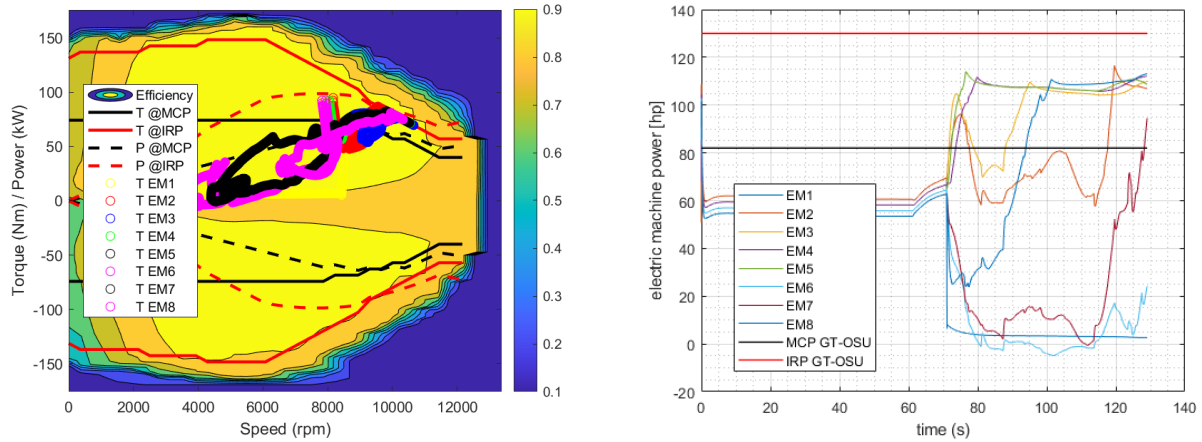 150
100
50
0
-50
-100
-150
Torque (Nm) / Power (kW)
Efficiency
T @MCP
T @IRP
P @MCP
P @IRP
T EM1
T EM2
T EM3
T EM4
T EM5
T EM6
T EM7
T EM8
0 2000 4000 6000 8000 10000 12000
Speed (rpm)
0.9
0.8
0.7
0.6
0.5
0.4
0.3
0.2
0.1
140
120
100
80
60
40
20
0
-20
electric machine power [hp]
EM1
EM2
EM3
EM4
EM5
EM6
EM7
EM8
MCP GT-OSU
IRP GT-OSU
0 20 40 60 80 100 120 140
time (s)